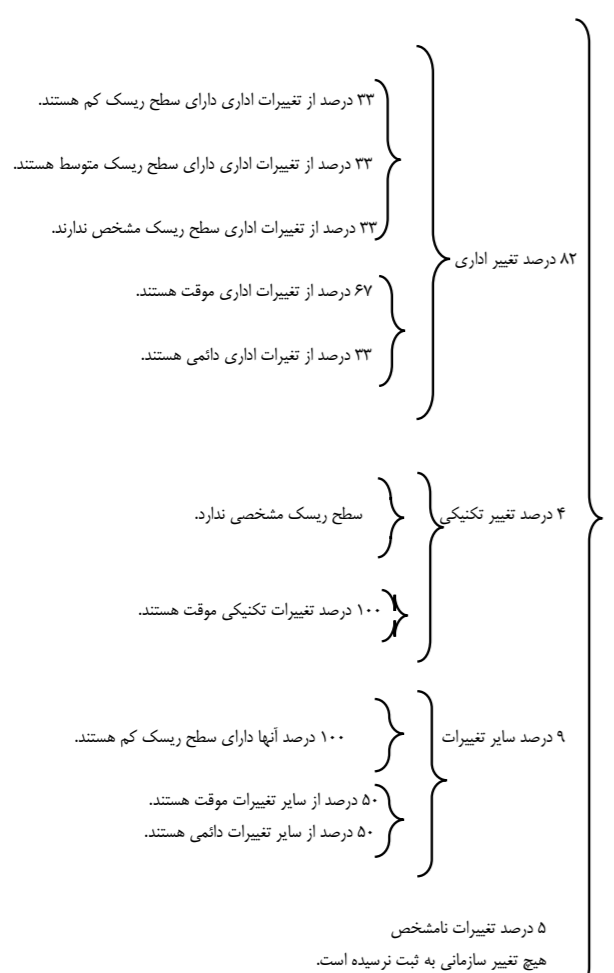 ۳۳ درصد از تغییرات اداری دارای سطح ریسک کم هستند.
۳۳ درصد از تغییرات اداری دارای سطح ریسک متوسط هستند.
۳۳ درصد از تغییرات اداری سطح ریسک مشخص ندارند.
۸۲ درصد تغییر اداری
۶۷ درصد از تغییرات اداری موقت هستند.
۳۳ درصد از تغیرات اداری دائمی هستند.
۴ درصد تغییر تکنیکی
سطح ریسک مشخصی ندارد.
۱۰۰ درصد تغییرات تکنیکی موقت هستند.
۹ درصد سایر تغییرات
۱۰۰ درصد آنها دارای سطح ریسک کم هستند.
۵۰ درصد از سایر تغییرات موقت هستند.
۵۰ درصد از سایر تغییرات دائمی هستند.
۵ درصد تغییرات نامشخص
هیچ تغییر سازمانی به ثبت نرسیده است.